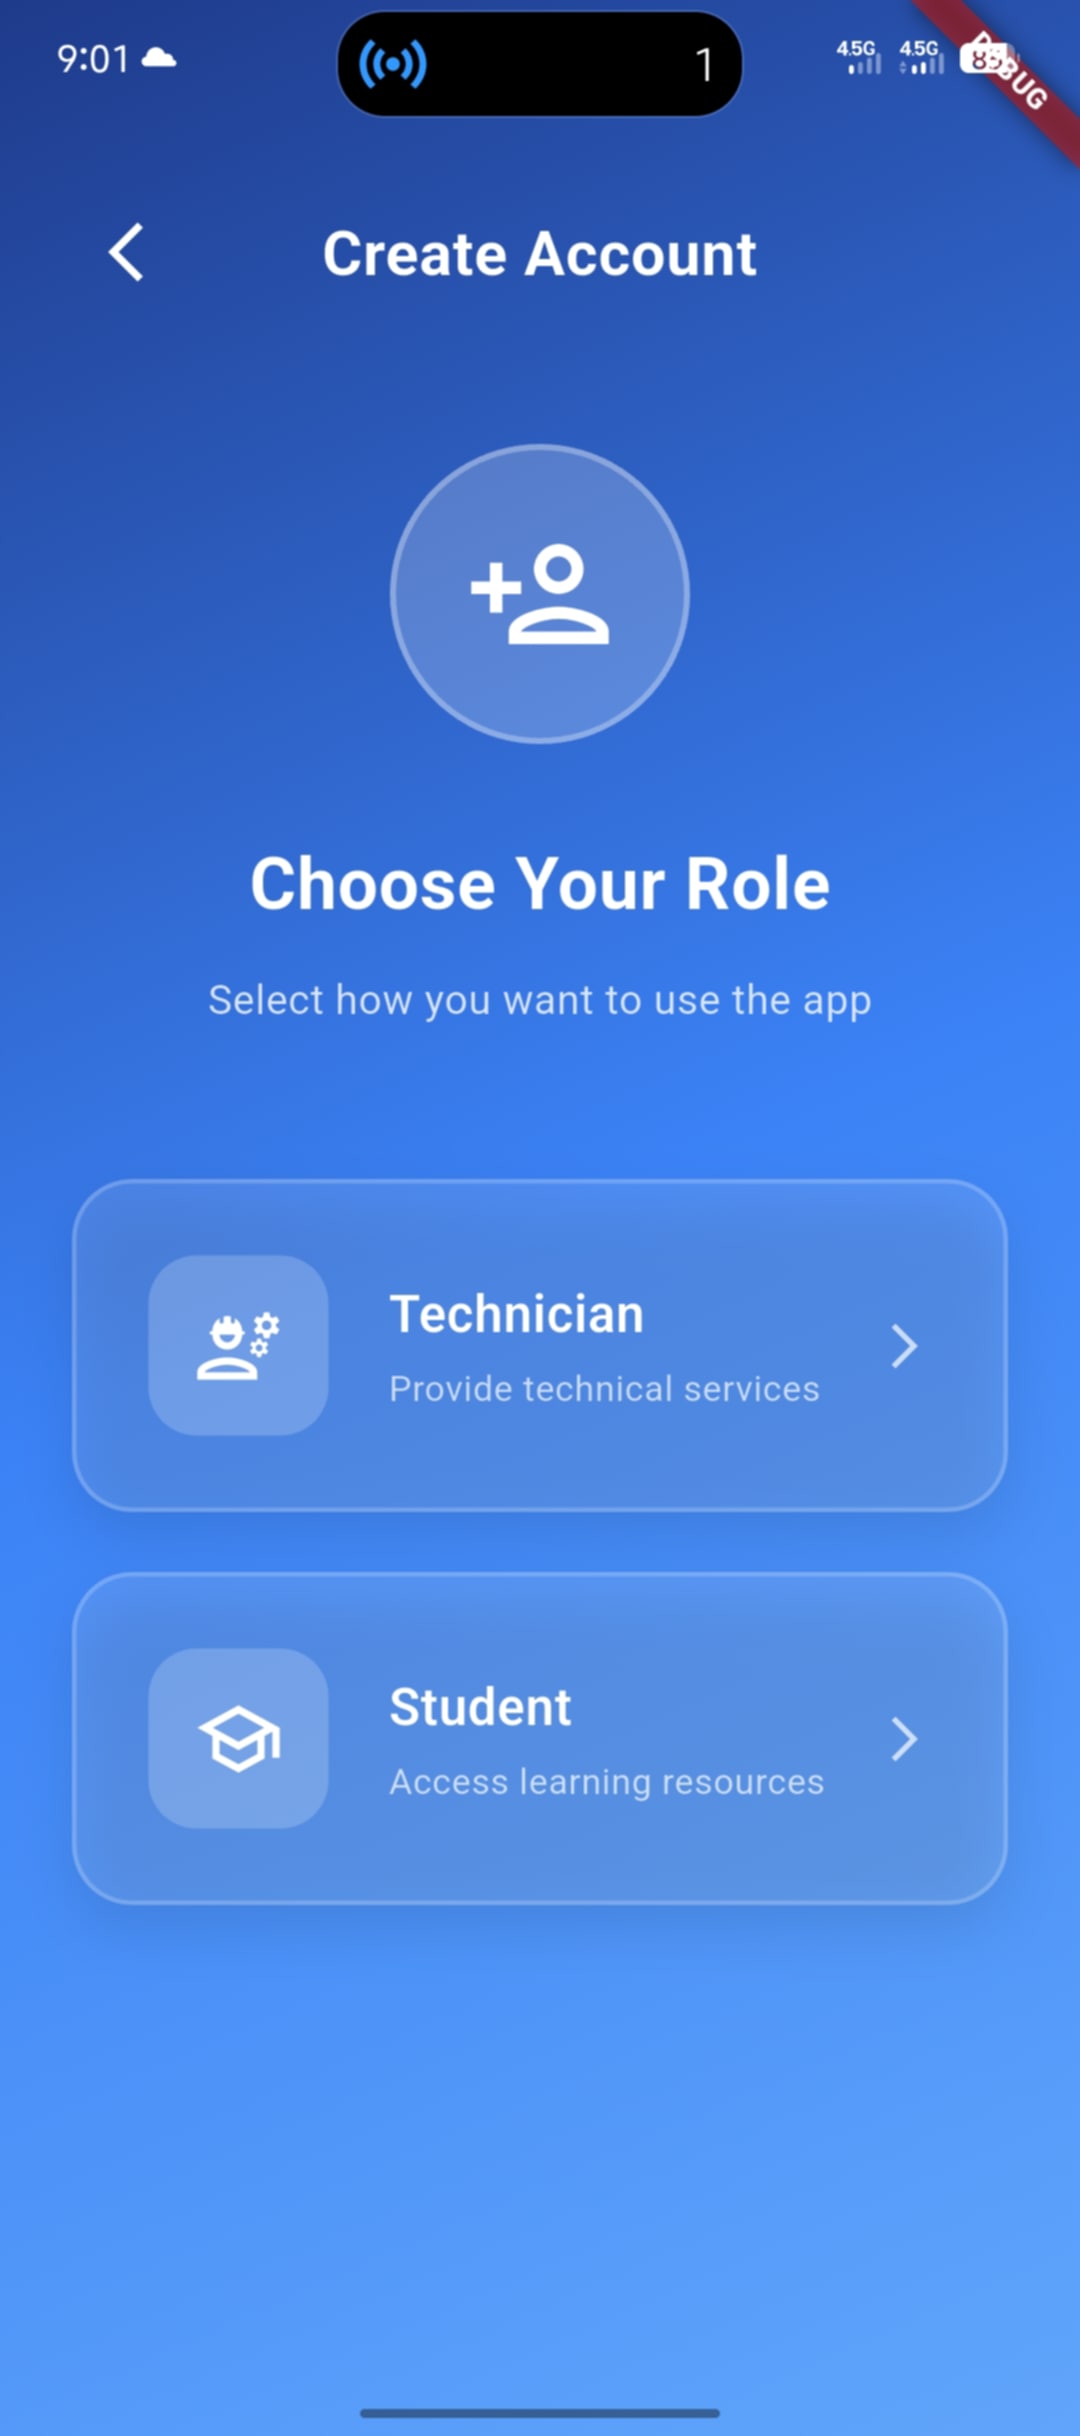 9:01
1
4.5G 4.5G
DEBUG
Create Account
Choose Your Role
Select how you want to use the app
Technician
Provide technical services
Student
Access learning resources